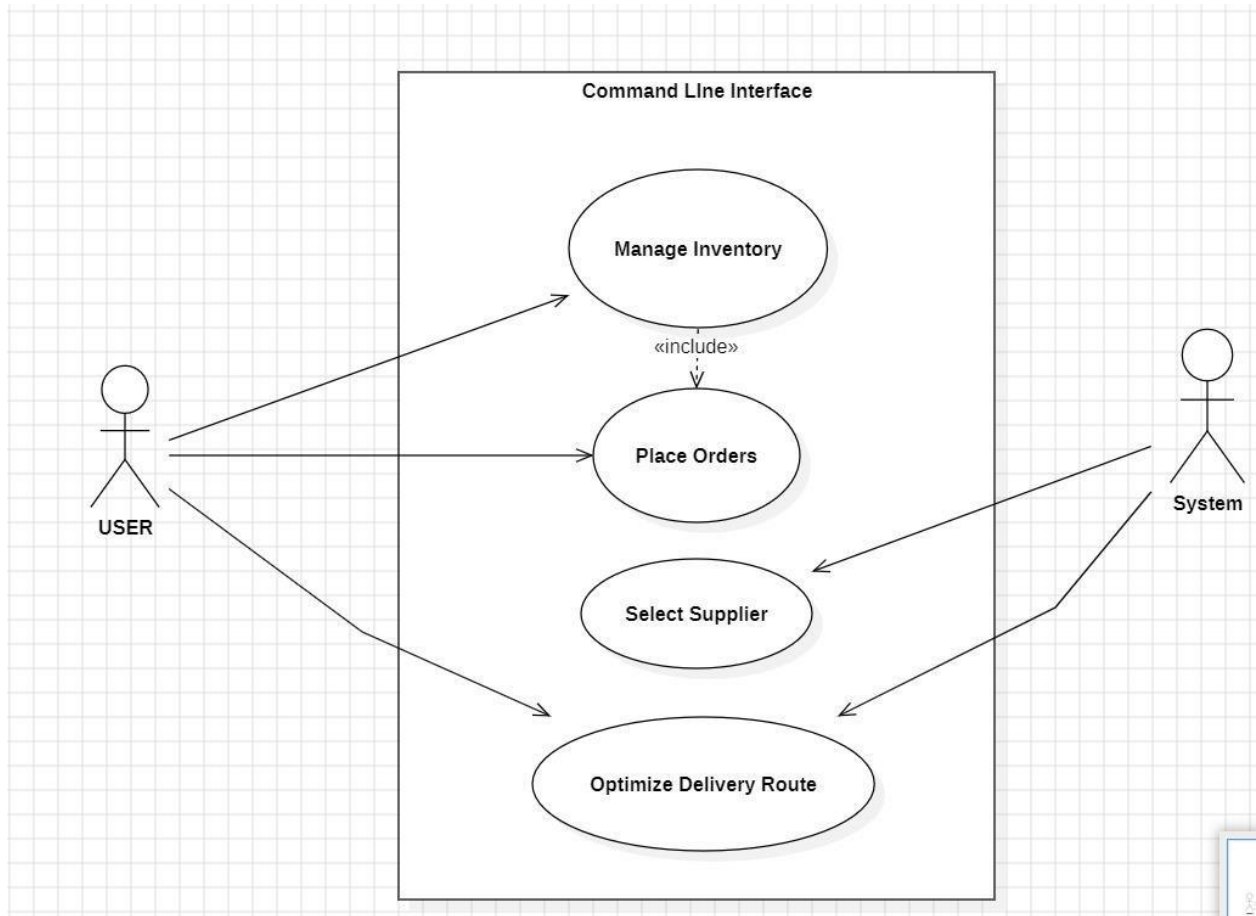 Command LIne Interface
Manage Inventory
«include»
Place Orders
USER
System
Select Supplier
Optimize Delivery Route